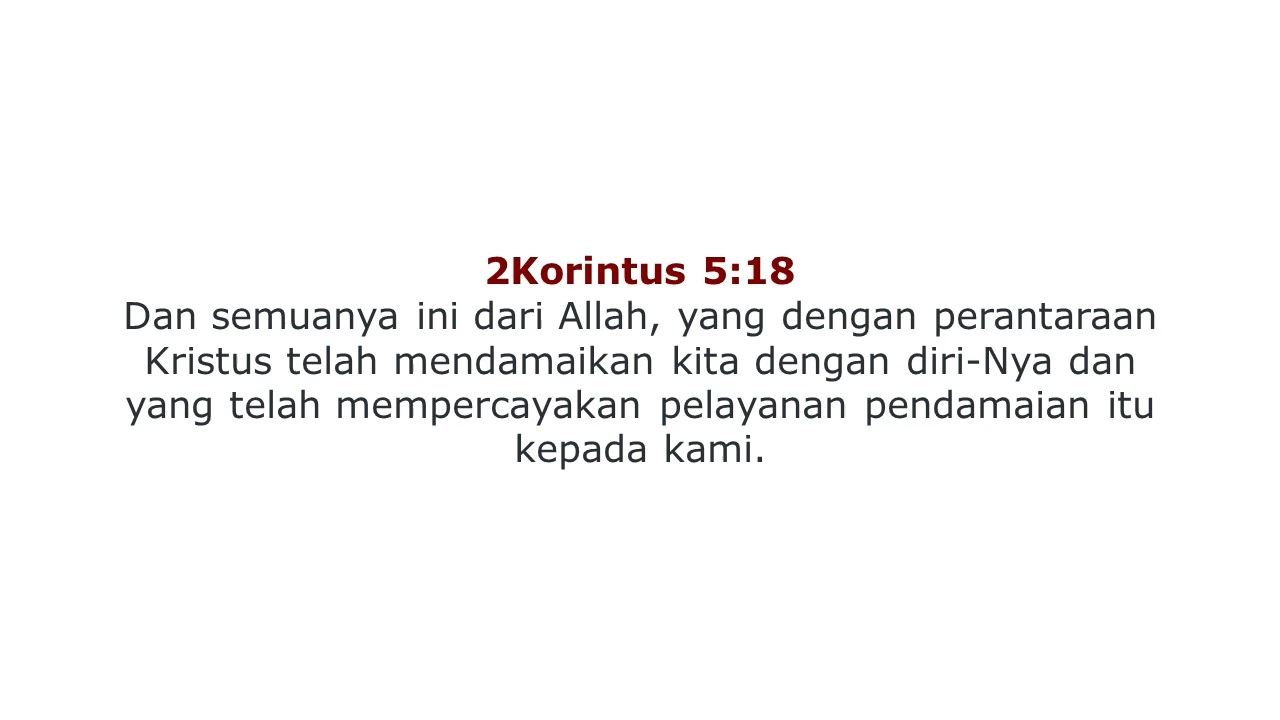 2Korintus 5:18
Dan semuanya ini dari Allah, yang dengan perantaraan
Kristus telah mendamaikan kita dengan diri-Nya dan
yang telah mempercayakan pelayanan pendamaian itu
kepada kami.